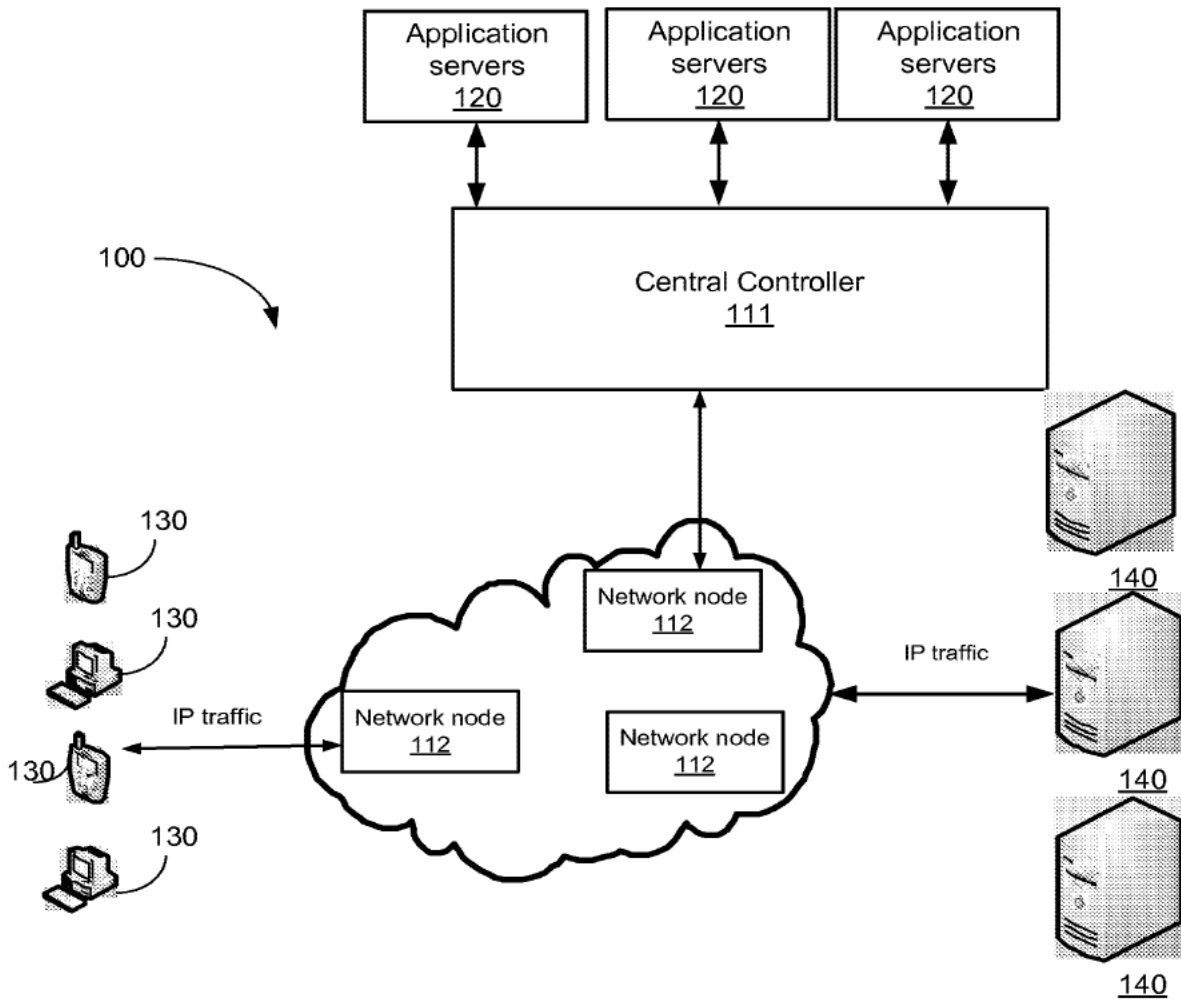 Application
servers
120
Application
servers
120
Application
servers
120
100
Central Controller
111
130
Network node
112
140
130
IP traffic
IP traffic
Network node
112
Network node
112
130
140
130
140